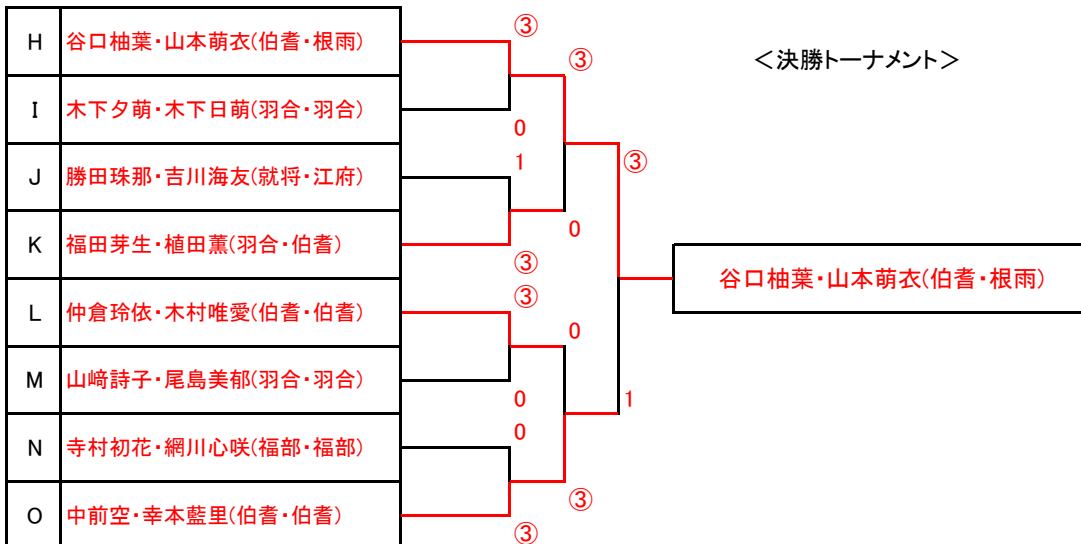 ＜決勝トーナメント＞
H 谷口柚葉・山本萌衣(伯耆・根雨) ③
③
I 木下夕萌・木下日萌(羽合・羽合) 0
③
J 勝田珠那・吉川海友(就将・江府) 1
0
K 福田芽生・植田薫(羽合・伯耆) ③
谷口柚葉・山本萌衣(伯耆・根雨)
L 仲倉玲依・木村唯愛(伯耆・伯耆) ③
0
M 山﨑詩子・尾島美郁(羽合・羽合) 0
1
N 寺村初花・網川心咲(福部・福部) 0
③
O 中前空・幸本藍里(伯耆・伯耆) ③